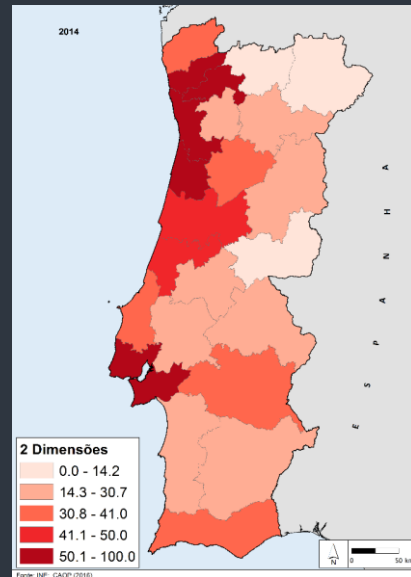 2014
ESPANHA
2 Dimensões
0.0 - 14.2
14.3 - 30.7
30.8 - 41.0
41.1 - 50.0
50.1 - 100.0
N
0
50 k
Fonte: INE; CAOP (2016)